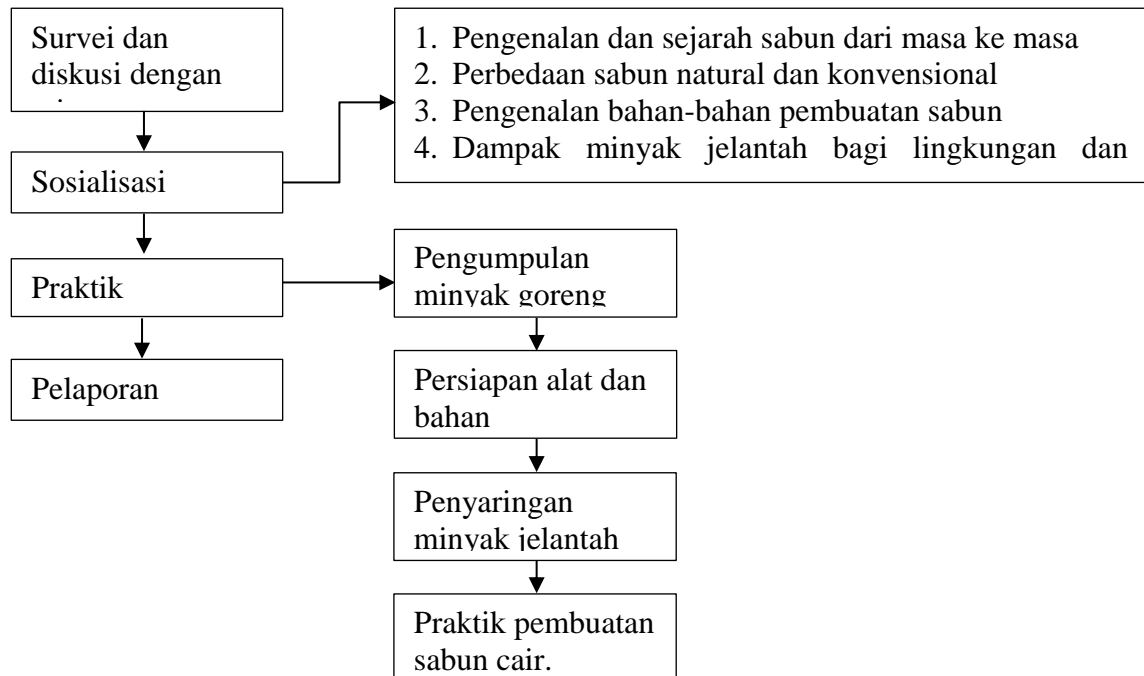 Survei dan
diskusi dengan
Sosialisasi
Praktik
Pelaporan
1. Pengenalan dan sejarah sabun dari masa ke masa
2. Perbedaan sabun natural dan konvensional
3. Pengenalan bahan-bahan pembuatan sabun
4. Dampak minyak jelantah bagi lingkungan dan
Pengumpulan
minyak goreng
Persiapan alat dan
bahan
Penyaringan
minyak jelantah
Praktik pembuatan
sabun cair.